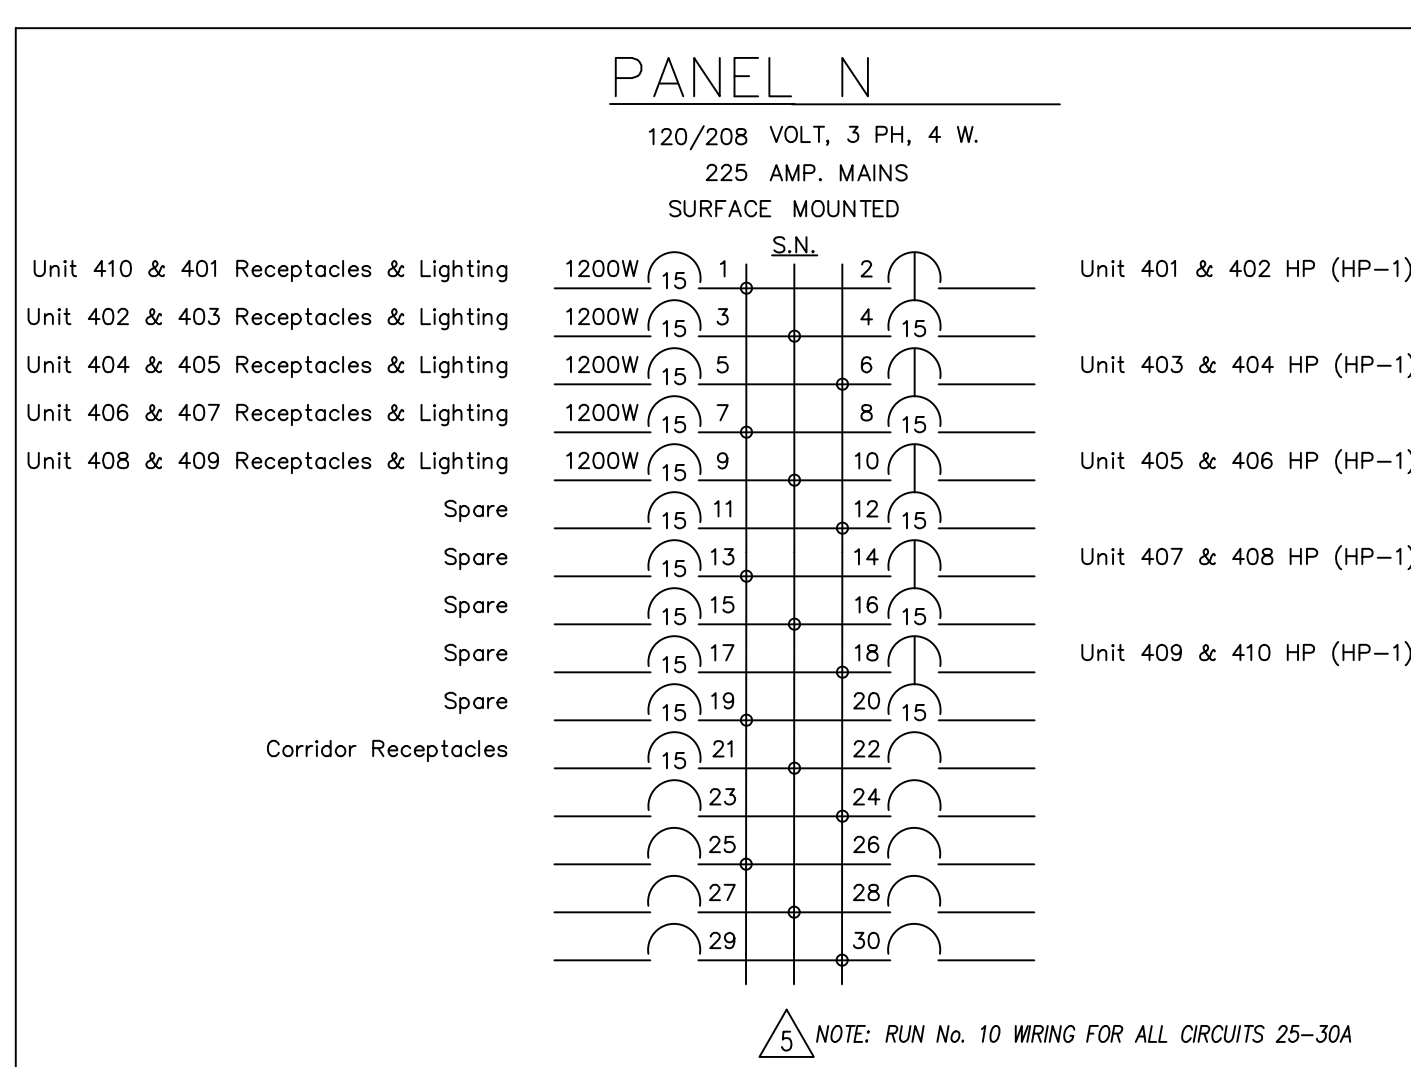 PANEL N
120/208 VOLT, 3 PH, 4 W.
225 AMP. MAINS
SURFACE MOUNTED
S.N.
Unit 410 & 401 Receptacles & Lighting 1200W 15 1 2 Unit 401 & 402 HP (HP-1)
Unit 402 & 403 Receptacles & Lighting 1200W 15 3 4 15
Unit 404 & 405 Receptacles & Lighting 1200W 15 5 6 Unit 403 & 404 HP (HP-1)
Unit 406 & 407 Receptacles & Lighting 1200W 15 7 8 15
Unit 408 & 409 Receptacles & Lighting 1200W 15 9 10 Unit 405 & 406 HP (HP-1)
Spare 15 11 12 15
Spare 15 13 14 Unit 407 & 408 HP (HP-1)
Spare 15 15 16 15
Spare 15 17 18 Unit 409 & 410 HP (HP-1)
Spare 15 19 20 15
Corridor Receptacles 15 21 22
23 24
25 26
27 28
29 30
5 NOTE: RUN No. 10 WIRING FOR ALL CIRCUITS 25-30A